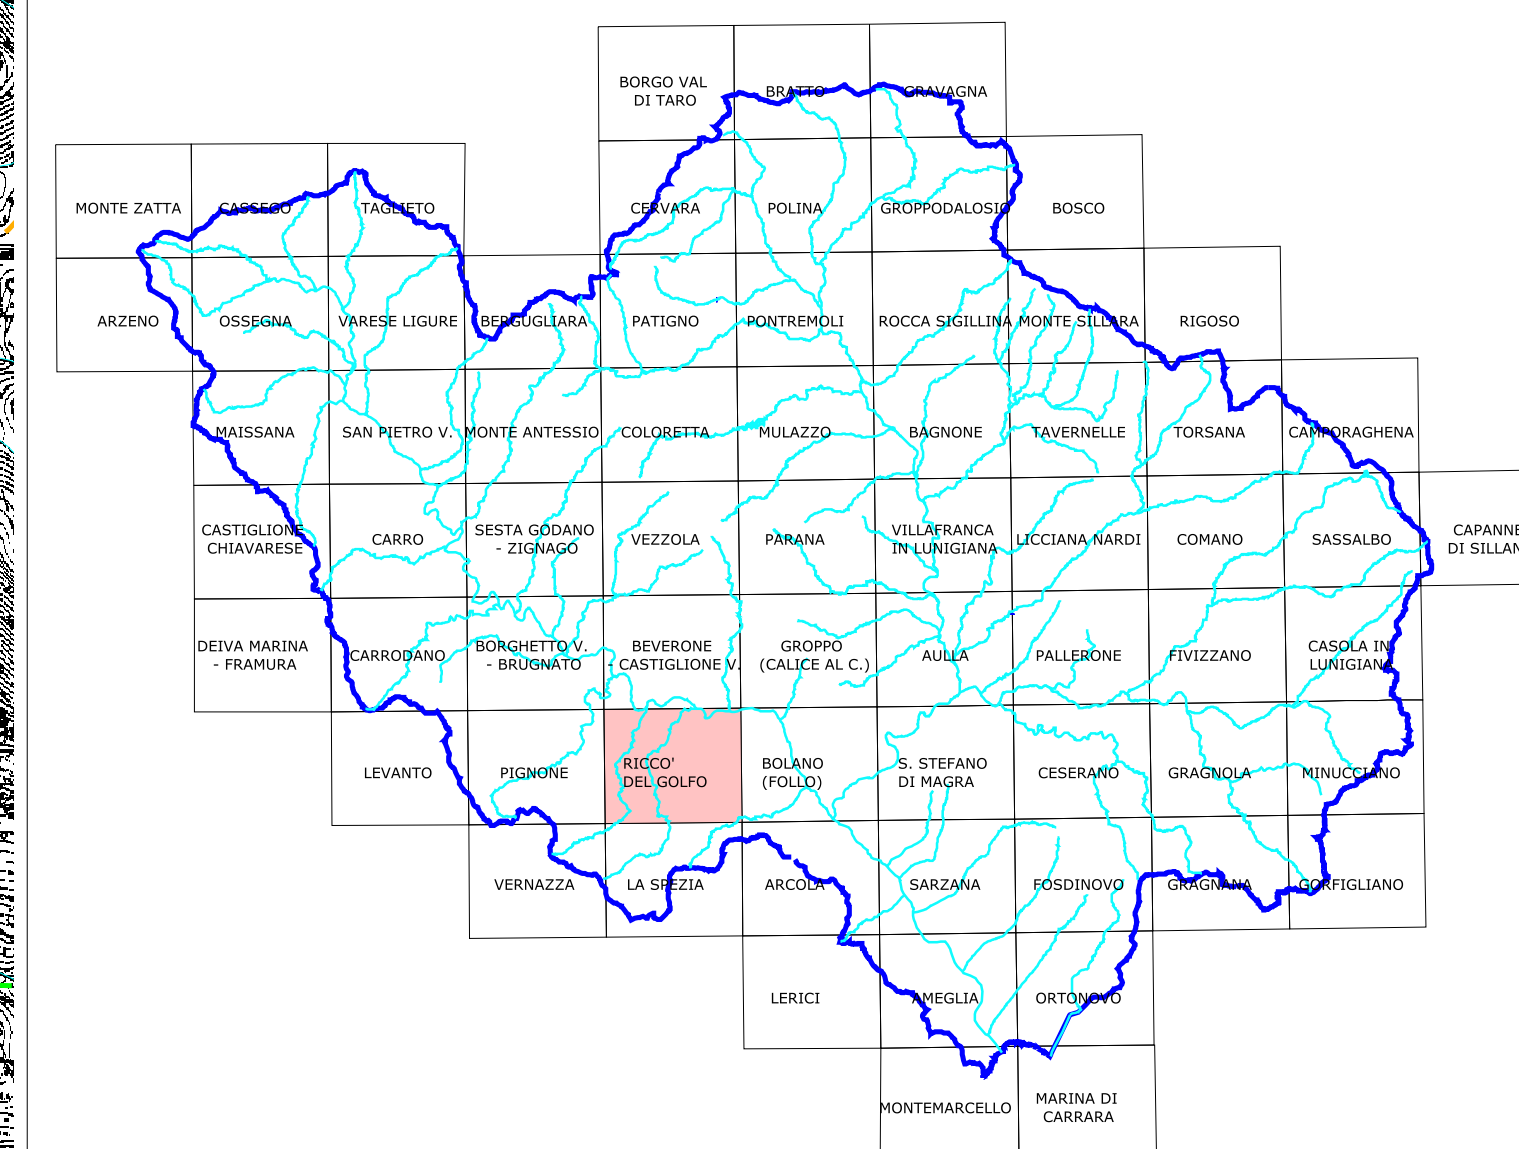 BORGO VAL
DI TARO
BRATTO
GRAVAGNA
MONTE ZATTA
CASSEGO
TAGLIETO
CERVARA
POLINA
GROPPODALOSIO
BOSCO
ARZENO
OSSEGNA
VARESE LIGURE
BERGUGLIARA
PATIGNO
PONTREMOLI
ROCCA SIGILLINA
MONTE SILLARA
RIGOSO
MAISSANA
SAN PIETRO V.
MONTE ANTESSIO
COLORETTA
MULAZZO
BAGNONE
TAVERNELLE
TORSANA
CAMPORAGHENA
CASTIGLIONE
CHIAVARESE
CARRO
SESTA GODANO
- ZIGNAGO
VEZZOLA
PARANA
VILLAFRANCA
IN LUNIGIANA
LICCIANA NARDI
COMANO
SASSALBO
CAPANNE
DI SILLAN
DEIVA MARINA
- FRAMURA
CARRODANO
BORGHETTO V.
- BRUGNATO
BEVERONE
- CASTIGLIONE V.
GROPPO
(CALICE AL C.)
AULLA
PALLERONE
FIVIZZANO
CASOLA IN
LUNIGIANA
LEVANTO
PIGNONE
RICCO'
DEL GOLFO
BOLANO
(FOLLO)
S. STEFANO
DI MAGRA
CESERANO
GRAGNOLA
MINUCCIANO
VERNAZZA
LA SPEZIA
ARCOLA
SARZANA
FOSDINOVO
GRAGNANA
GORFIGLIANO
LERICI
AMEGLIA
ORTONOVO
MONTEMARCELLO
MARINA DI
CARRARA